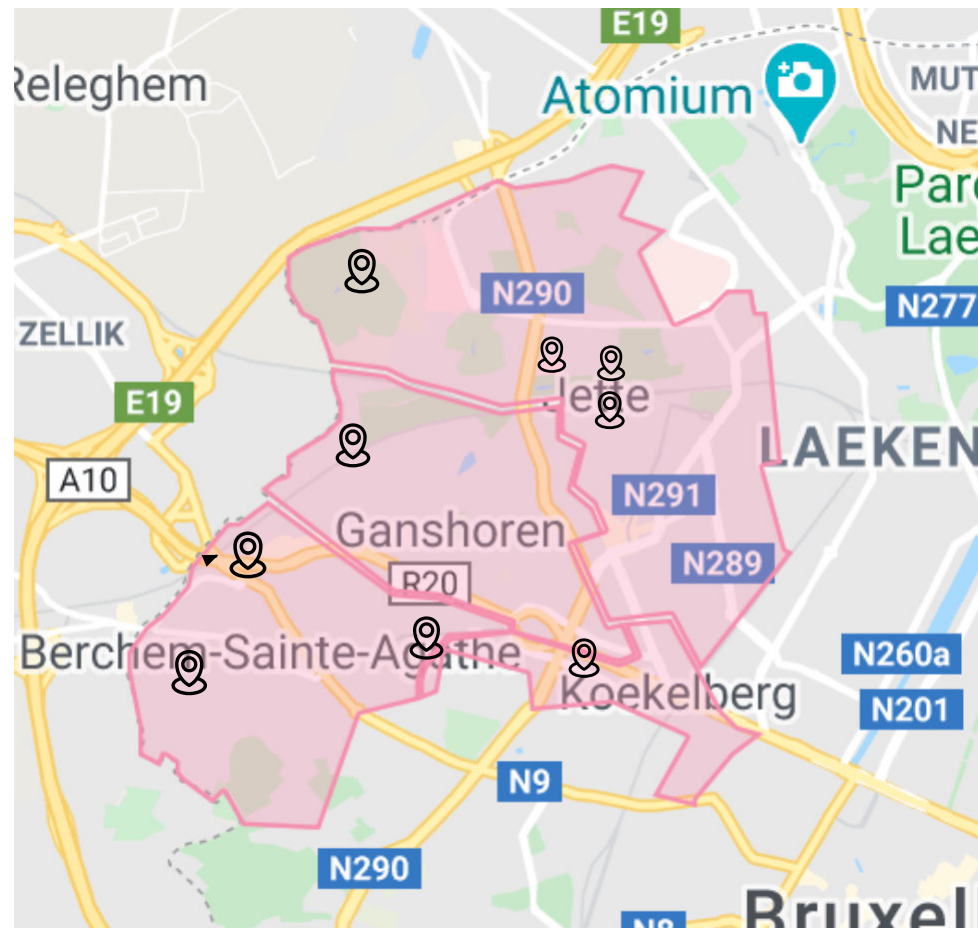 E19
Releghem
Atomium
MUT
NE
Parc
Lae
N290
N277
ZELLIK
E19
Jette
LAEKEN
A10
N291
Ganshoren
N289
R20
Berchem-Sainte-Agathe
N260a
Koekelberg
N201
N9
N290
Bruxel
N8